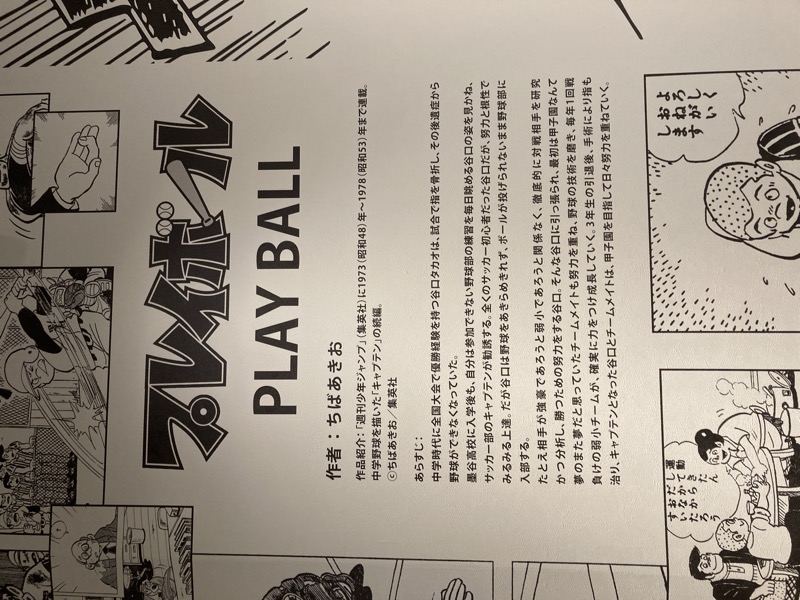 プレイボール
PLAY BALL
作者：ちばあきお
作品紹介：「週刊少年ジャンプ」（集英社）に1973（昭和48）年～1978（昭和53）年まで連載。
中学野球を描いた「キャプテン」の続編。
©ちばあきお／集英社
あらすじ：
中学時代に全国大会で優勝経験を持つ谷口タカオは、試合で指を骨折し、その後遺症から
野球ができなくなっていた。
墨谷高校に入学後も、自分は参加できない野球部の練習を毎日眺める谷口の姿を見かね、
サッカー部のキャプテンが勧誘する。全くのサッカー初心者だった谷口だが、努力と根性で
みるみる上達。だが谷口は野球をあきらめきれず、ボールが投げられないまま野球部に
入部する。
たとえ相手が強豪であろうと弱小であろうと関係なく、徹底的に対戦相手を研究
かつ分析し、勝つための努力をする谷口。そんな谷口に引っ張られ、最初は甲子園なんて
夢のまた夢だと思っていたチームメイトも努力を重ね、野球の技術を磨き、毎年1回戦
負けの弱小チームが、確実に力をつけ成長していく。3年生の引退後、手術により指も
治り、キャプテンとなった谷口とチームメイトは、甲子園を目指して日々努力を重ねていく。
運動
してきたん
だから
おなか
すいたろう
よろしく
おねがい
します